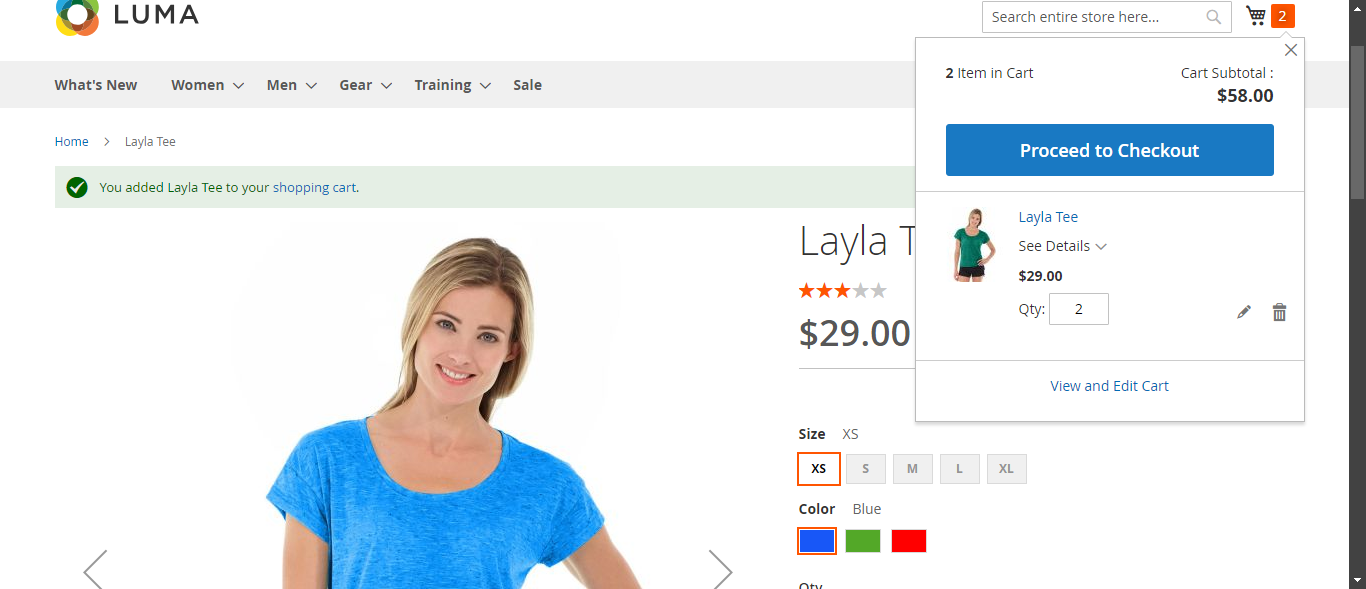 LUMA
Search entire store here...
2
What's New Women Men Gear Training Sale
2 Item in Cart
Cart Subtotal :
$58.00
Proceed to Checkout
Home Layla Tee
You added Layla Tee to your shopping cart.
Layla Tee
See Details
$29.00
Qty: 2
View and Edit Cart
Layla T
$29.00
Size XS
XS S M L XL
Color Blue
Qty